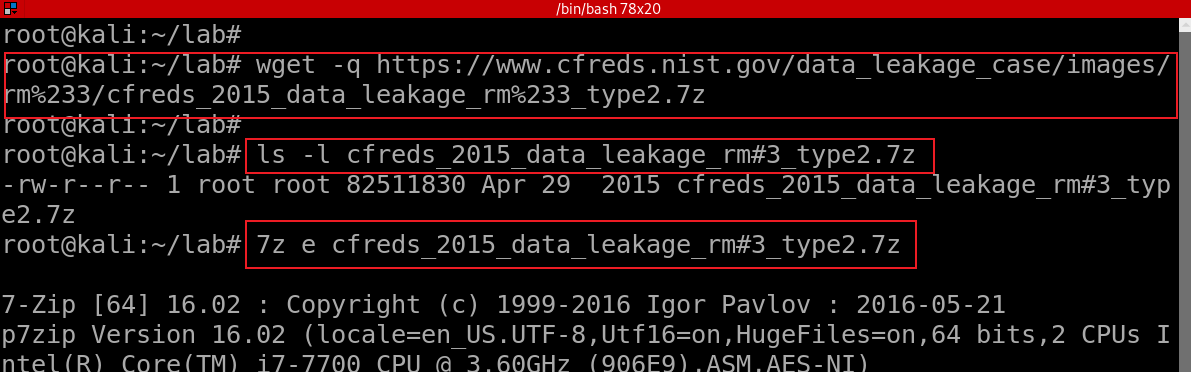 /bin/bash 78x20
root@kali:~/lab#
root@kali:~/lab# wget -q https://www.cfreds.nist.gov/data_leakage_case/images/
rm%233/cfreds_2015_data_leakage_rm%233_type2.7z
root@kali:~/lab#
root@kali:~/lab# ls -l cfreds_2015_data_leakage_rm#3_type2.7z
-rw-r--r-- 1 root root 82511830 Apr 29  2015 cfreds_2015_data_leakage_rm#3_typ
e2.7z
root@kali:~/lab# 7z e cfreds_2015_data_leakage_rm#3_type2.7z

7-Zip [64] 16.02 : Copyright (c) 1999-2016 Igor Pavlov : 2016-05-21
p7zip Version 16.02 (locale=en_US.UTF-8,Utf16=on,HugeFiles=on,64 bits,2 CPUs I
ntel(R) Core(TM) i7-7700 CPU @ 3.60GHz (906E9),ASM,AES-NI)